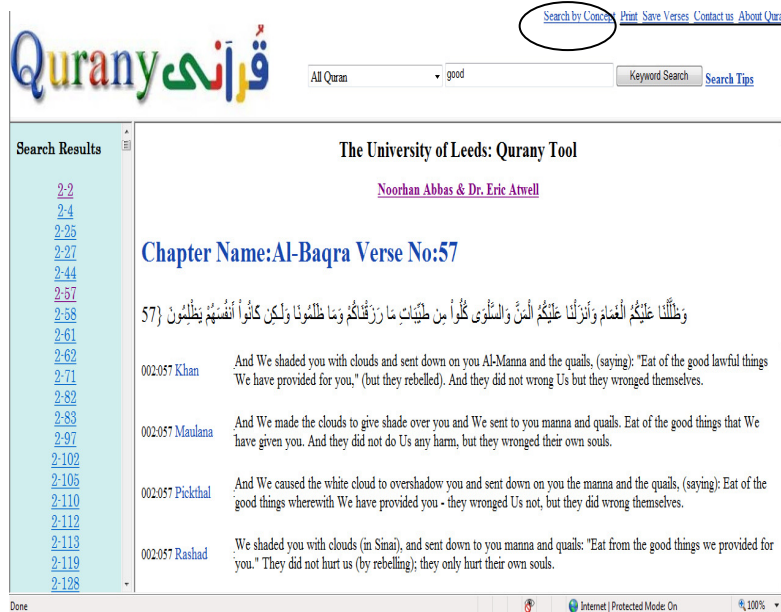 Search by Concept Print Save Verses Contact us About Qura
Qurany قُرآنى
All Quran good Keyword Search Search Tips
Search Results
2-2
2-4
2-25
2-27
2-44
2-57
2-58
2-61
2-62
2-71
2-82
2-83
2-97
2-102
2-105
2-110
2-112
2-113
2-119
2-128
The University of Leeds: Qurany Tool
Noorhan Abbas & Dr. Eric Atwell
Chapter Name:Al-Baqra Verse No:57
وَظَلَّلْنَا عَلَيْكُمُ الْغَمَامَ وَأَنزَلْنَا عَلَيْكُمُ الْمَنَّ وَالسَّلْوَى كُلُواْ مِن طَيِّبَاتِ مَا رَزَقْنَاكُمْ وَمَا ظَلَمُونَا وَلَـكِن كَانُواْ أَنفُسَهُمْ يَظْلِمُونَ {57
002:057 Khan And We shaded you with clouds and sent down on you Al-Manna and the quails, (saying): "Eat of the good lawful things
We have provided for you," (but they rebelled). And they did not wrong Us but they wronged themselves.
002:057 Maulana And We made the clouds to give shade over you and We sent to you manna and quails. Eat of the good things that We
have given you. And they did not do Us any harm, but they wronged their own souls.
002:057 Pickthal And We caused the white cloud to overshadow you and sent down on you the manna and the quails, (saying): Eat of the
good things wherewith We have provided you - they wronged Us not, but they did wrong themselves.
002:057 Rashad We shaded you with clouds (in Sinai), and sent down to you manna and quails: "Eat from the good things we provided for
you." They did not hurt us (by rebelling); they only hurt their own souls.
Done Internet | Protected Mode: On 100%